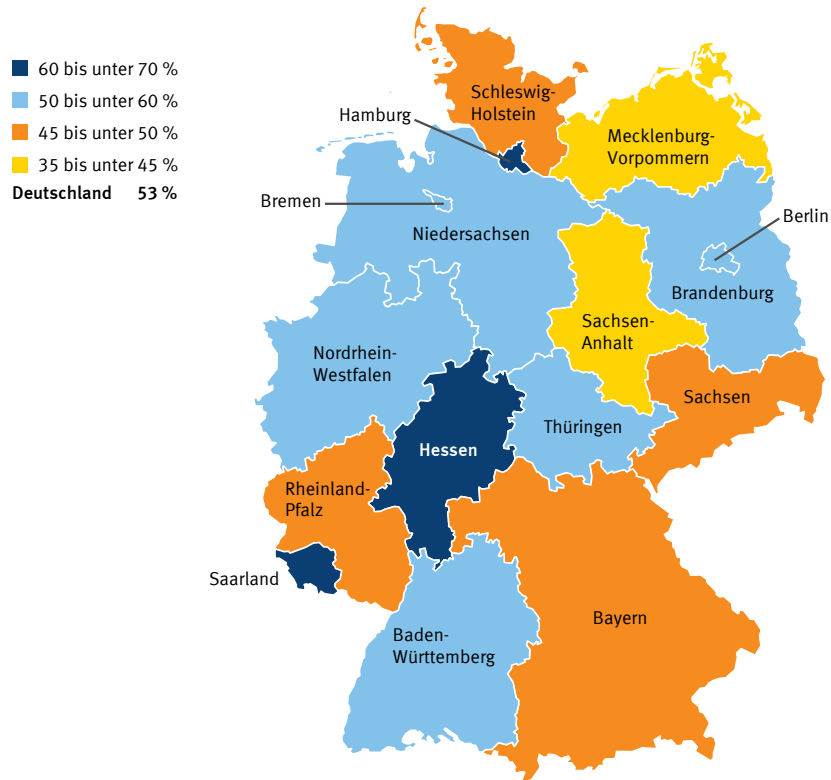 60 bis unter 70 %
50 bis unter 60 %
45 bis unter 50 %
35 bis unter 45 %
Deutschland 53 %
Schleswig-
Holstein
Hamburg
Mecklenburg-
Vorpommern
Bremen
Niedersachsen
Berlin
Brandenburg
Sachsen-
Anhalt
Nordrhein-
Westfalen
Sachsen
Thüringen
Hessen
Rheinland-
Pfalz
Saarland
Bayern
Baden-
Württemberg